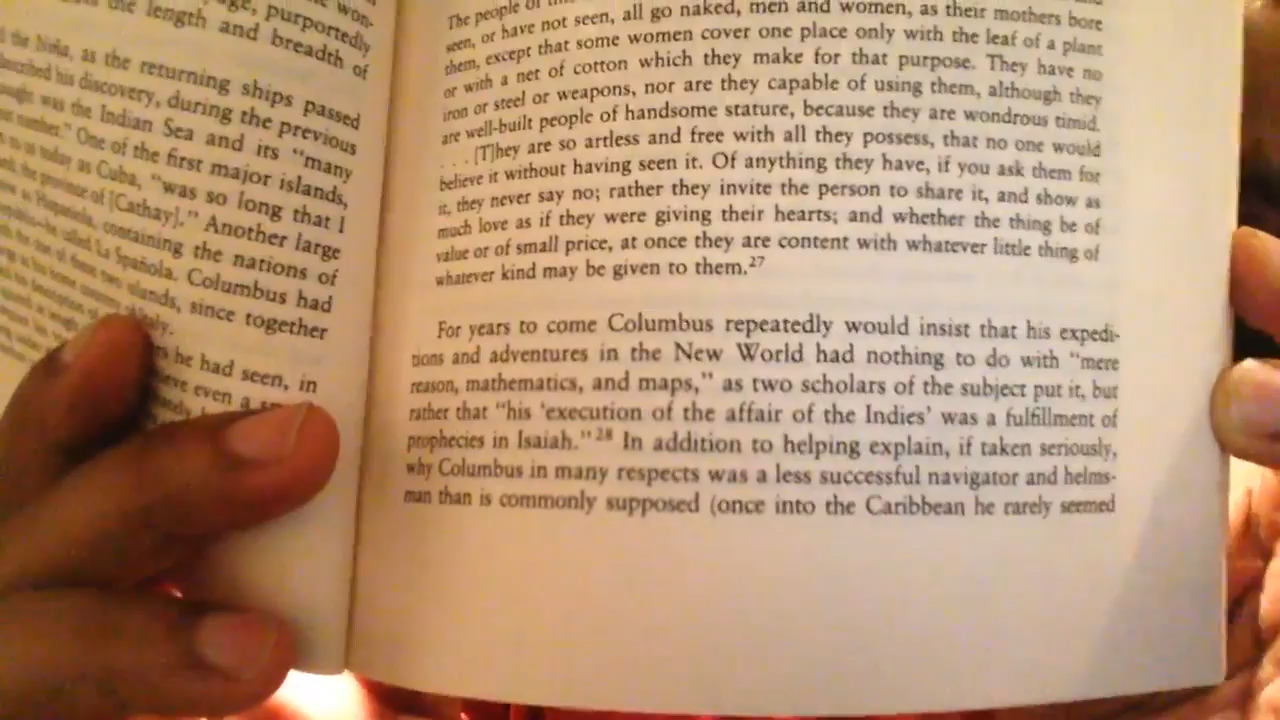 the won-
age, purportedly
the length and breadth of
the Niña, as the returning ships passed
described his discovery, during the previous
was the Indian Sea and its "many
number." One of the first major islands,
to us today as Cuba, "was so long that I
the province of [Cathay]." Another large
as Hispaniola, containing the nations of
he called La Spañola. Columbus had
of these two islands, since together
he had seen, in
even a
The people of
seen, or have not seen, all go naked, men and women, as their mothers bore
them, except that some women cover one place only with the leaf of a plant
or with a net of cotton which they make for that purpose. They have no
iron or steel or weapons, nor are they capable of using them, although they
are well-built people of handsome stature, because they are wondrous timid.
. . . [T]hey are so artless and free with all they possess, that no one would
believe it without having seen it. Of anything they have, if you ask them for
it, they never say no; rather they invite the person to share it, and show as
much love as if they were giving their hearts; and whether the thing be of
value or of small price, at once they are content with whatever little thing of
whatever kind may be given to them.27
For years to come Columbus repeatedly would insist that his expedi-
tions and adventures in the New World had nothing to do with "mere
reason, mathematics, and maps," as two scholars of the subject put it, but
rather that "his 'execution of the affair of the Indies' was a fulfillment of
prophecies in Isaiah."28 In addition to helping explain, if taken seriously,
why Columbus in many respects was a less successful navigator and helms-
man than is commonly supposed (once into the Caribbean he rarely seemed